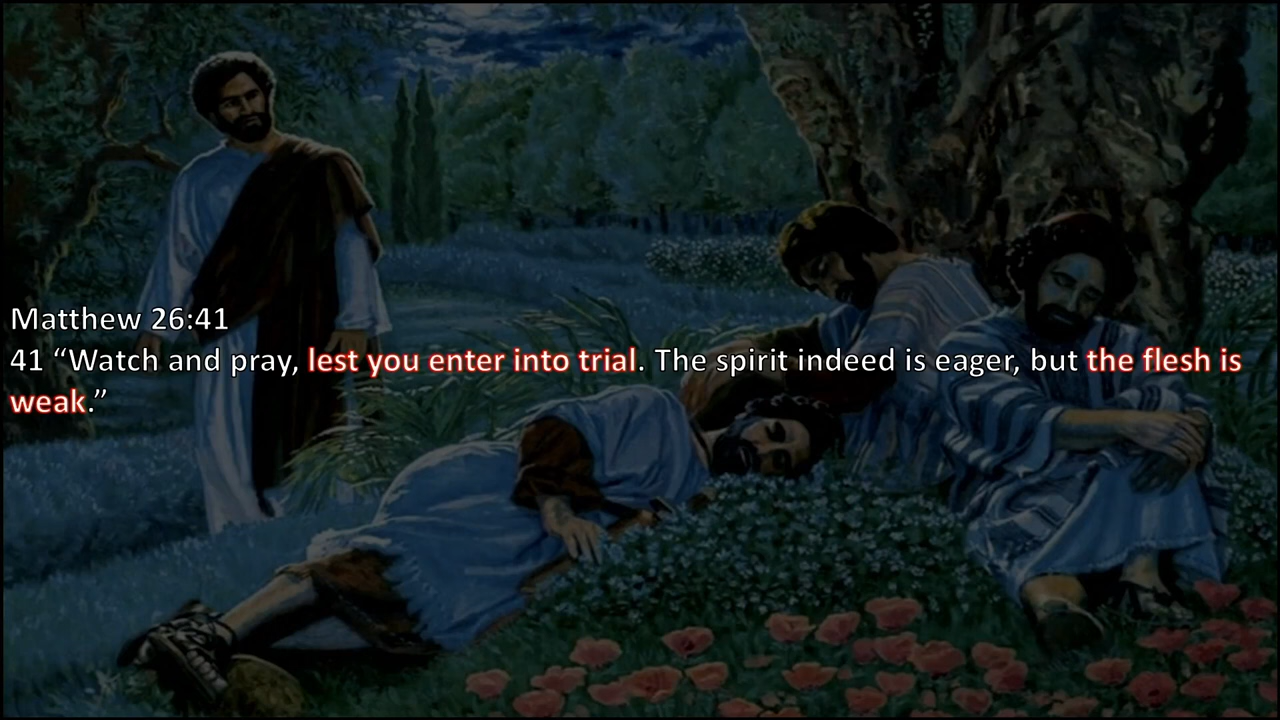 Matthew 26:41
41 “Watch and pray, lest you enter into trial. The spirit indeed is eager, but the flesh is
weak.”